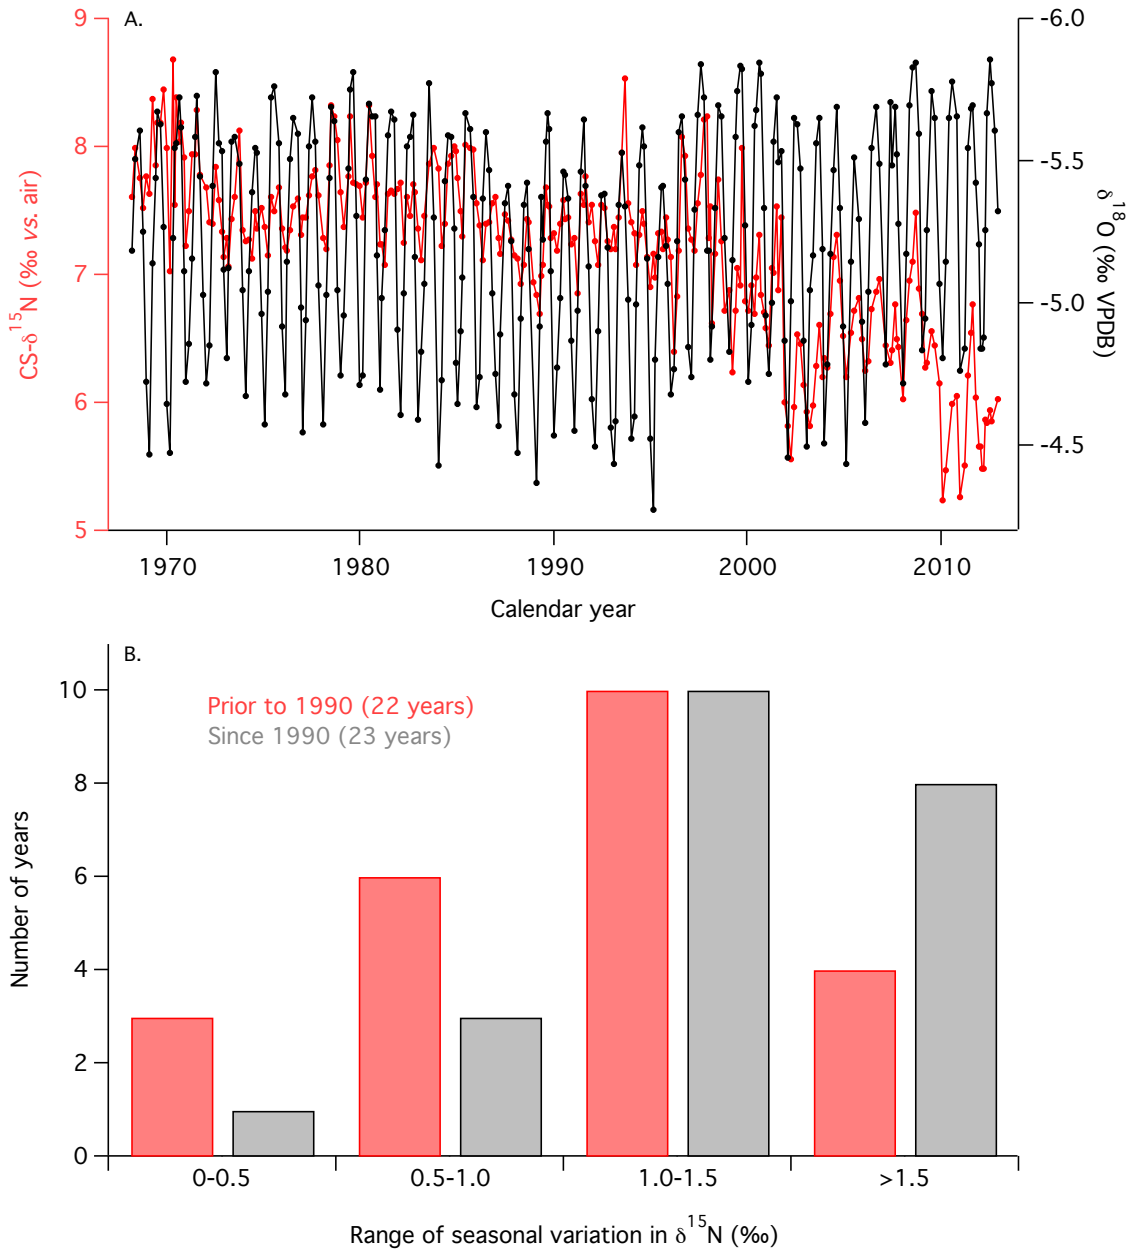 A.
9
8
7
6
5
CS-δ¹⁵N (‰ vs. air)
-6.0
-5.5
-5.0
-4.5
δ¹⁸O (‰ VPDB)
1970 1980 1990 2000 2010
Calendar year
B.
Prior to 1990 (22 years)
Since 1990 (23 years)
10
8
6
4
2
0
Number of years
0-0.5 0.5-1.0 1.0-1.5 >1.5
Range of seasonal variation in δ¹⁵N (‰)